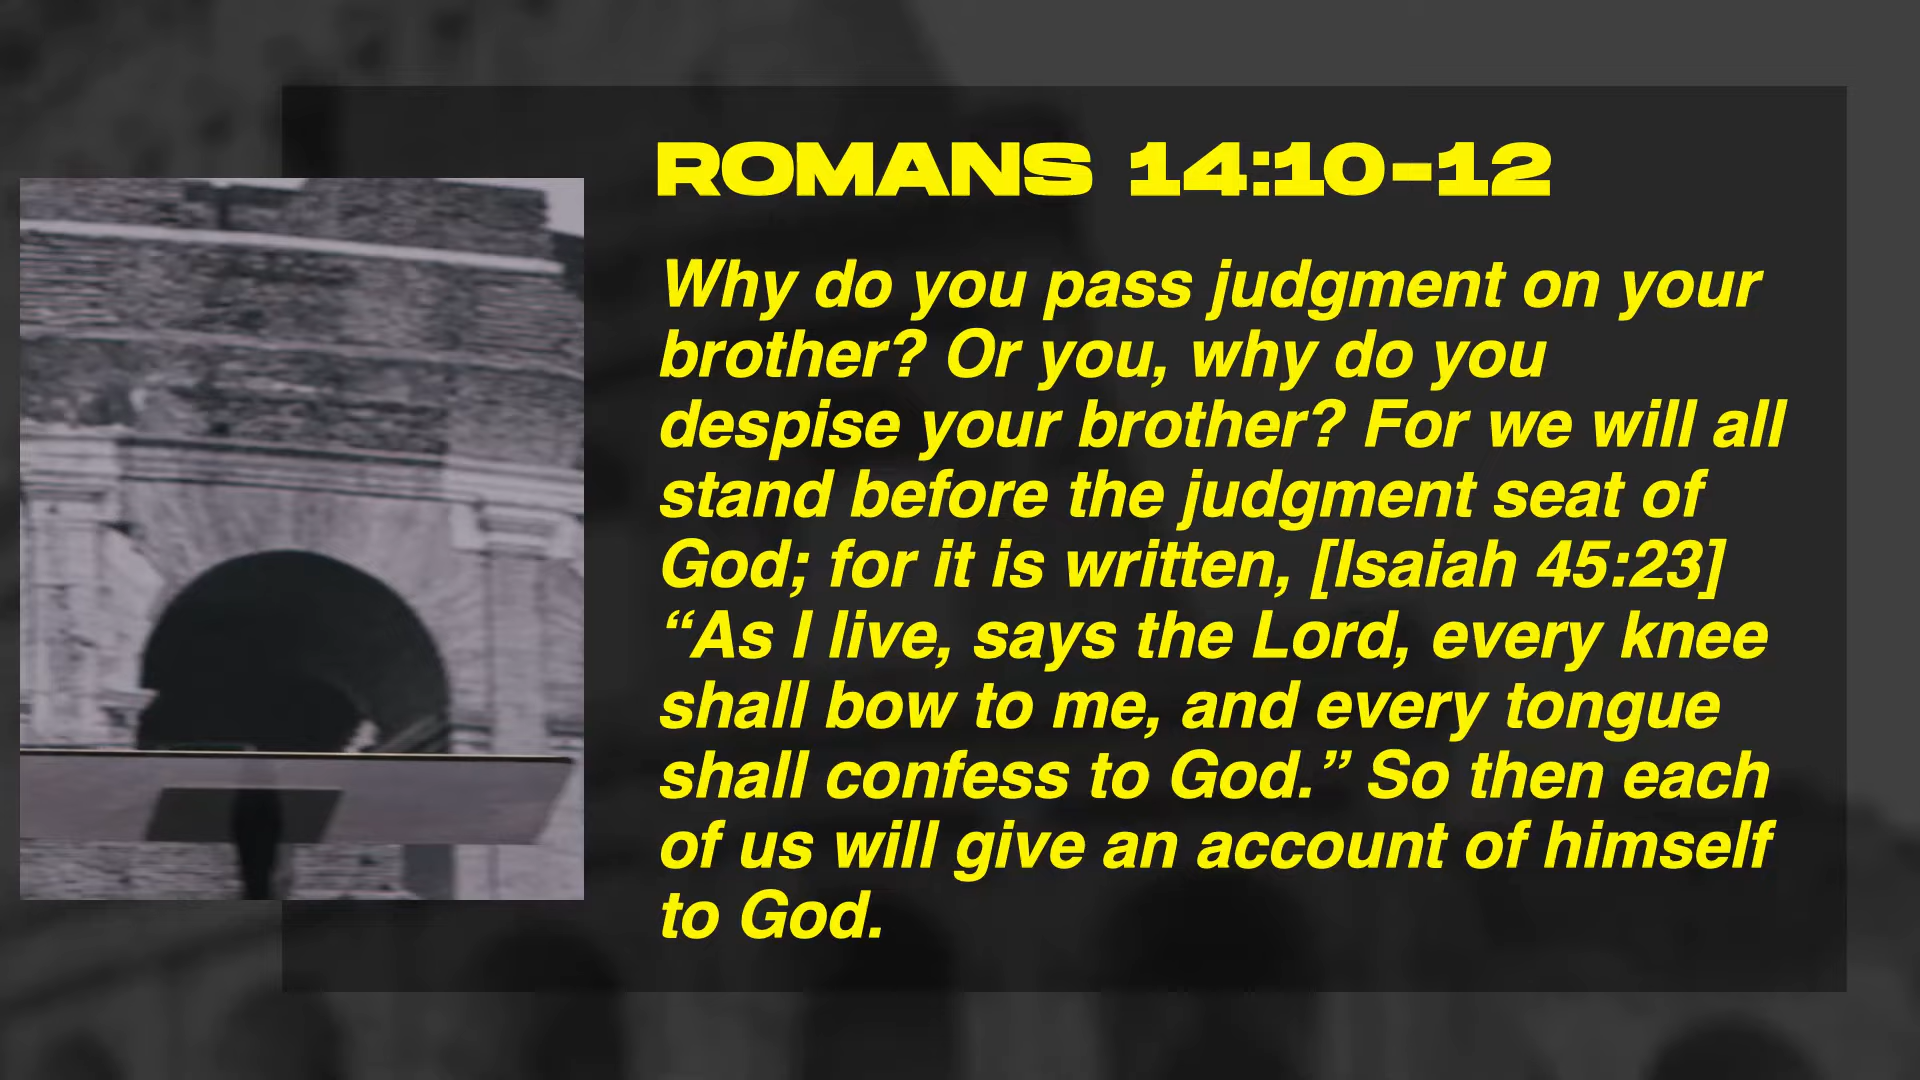 ROMANS 14:10-12
Why do you pass judgment on your
brother? Or you, why do you
despise your brother? For we will all
stand before the judgment seat of
God; for it is written, [Isaiah 45:23]
“As I live, says the Lord, every knee
shall bow to me, and every tongue
shall confess to God.” So then each
of us will give an account of himself
to God.